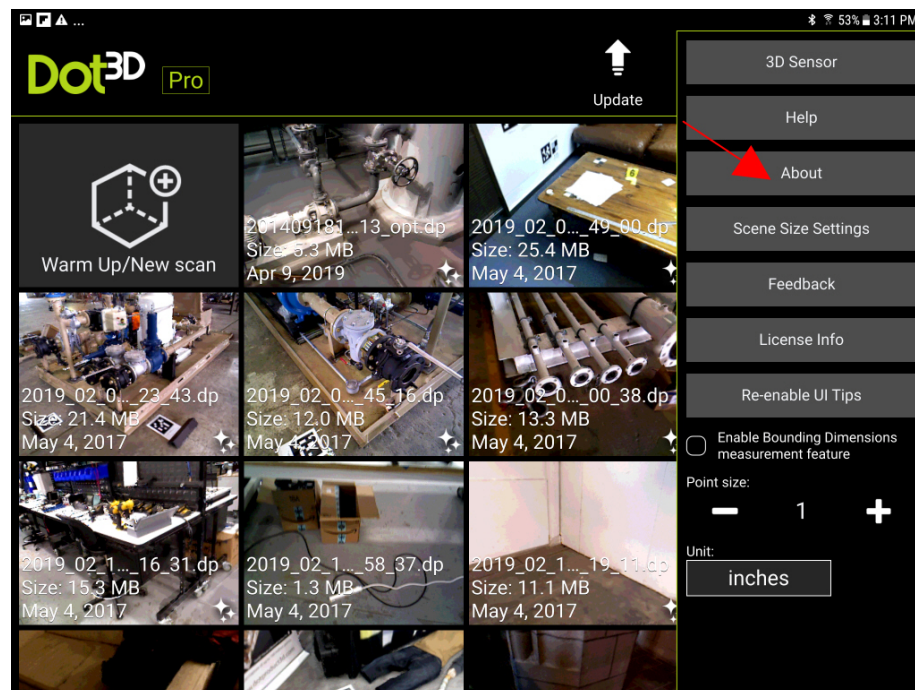 53% 3:11 PM
Dot3D Pro
Update
3D Sensor
Help
About
Scene Size Settings
Feedback
License Info
Re-enable UI Tips
Enable Bounding Dimensions
measurement feature
Point size:
1
Unit:
inches
Warm Up/New scan
201409181...13_opt.dp
Size: 5.3 MB
Apr 9, 2019
2019_02_0..._49_00.dp
Size: 25.4 MB
May 4, 2017
2019_02_0..._23_43.dp
Size: 21.4 MB
May 4, 2017
2019_02_0..._45_16.dp
Size: 12.0 MB
May 4, 2017
2019_02_0..._00_38.dp
Size: 13.3 MB
May 4, 2017
2019_02_1..._16_31.dp
Size: 15.3 MB
May 4, 2017
2019_02_1..._58_37.dp
Size: 1.3 MB
May 4, 2017
2019_02_1..._19_11.dp
Size: 11.1 MB
May 4, 2017